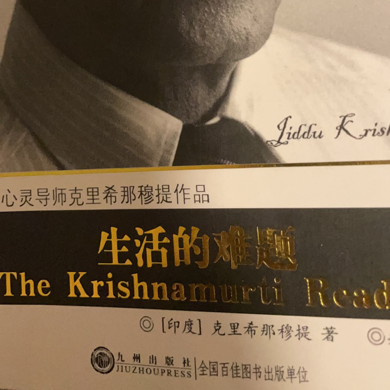 Jiddu Krish
心灵导师克里希那穆提作品
生活的难题
The Krishnamurti Read
◎ [印度] 克里希那穆提 著
九州出版社
JIUZHOUPRESS
全国百佳图书出版单位